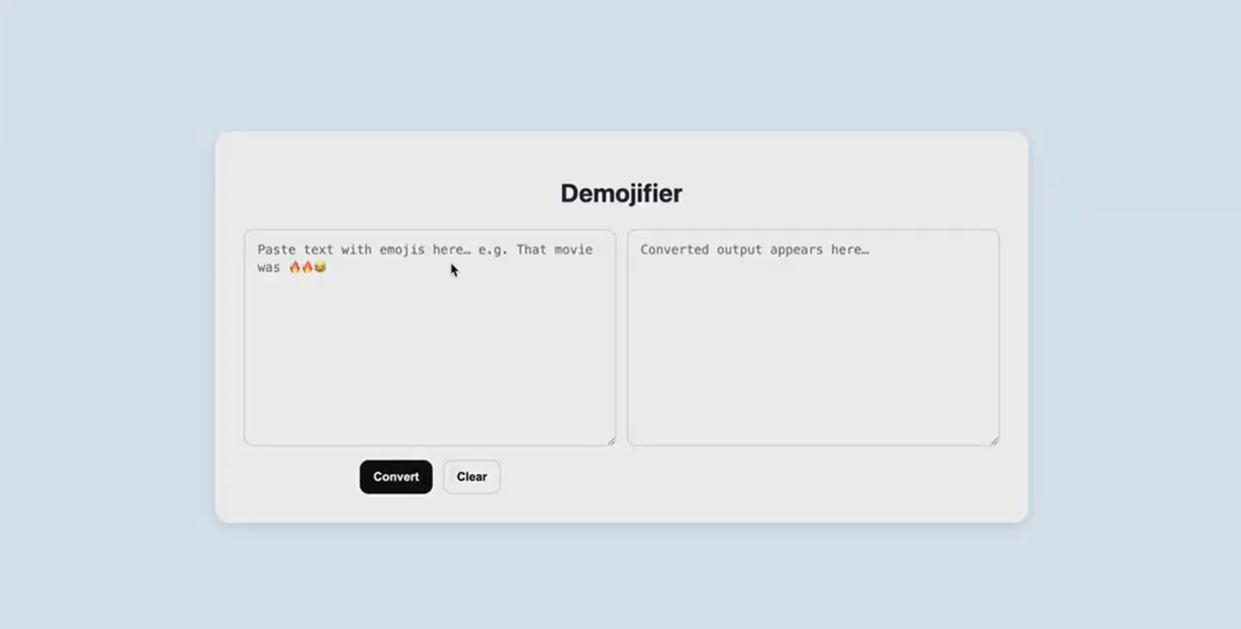 Demojifier
Paste text with emojis here… e.g. That movie
was 🔥🔥😂
Converted output appears here…
Convert
Clear